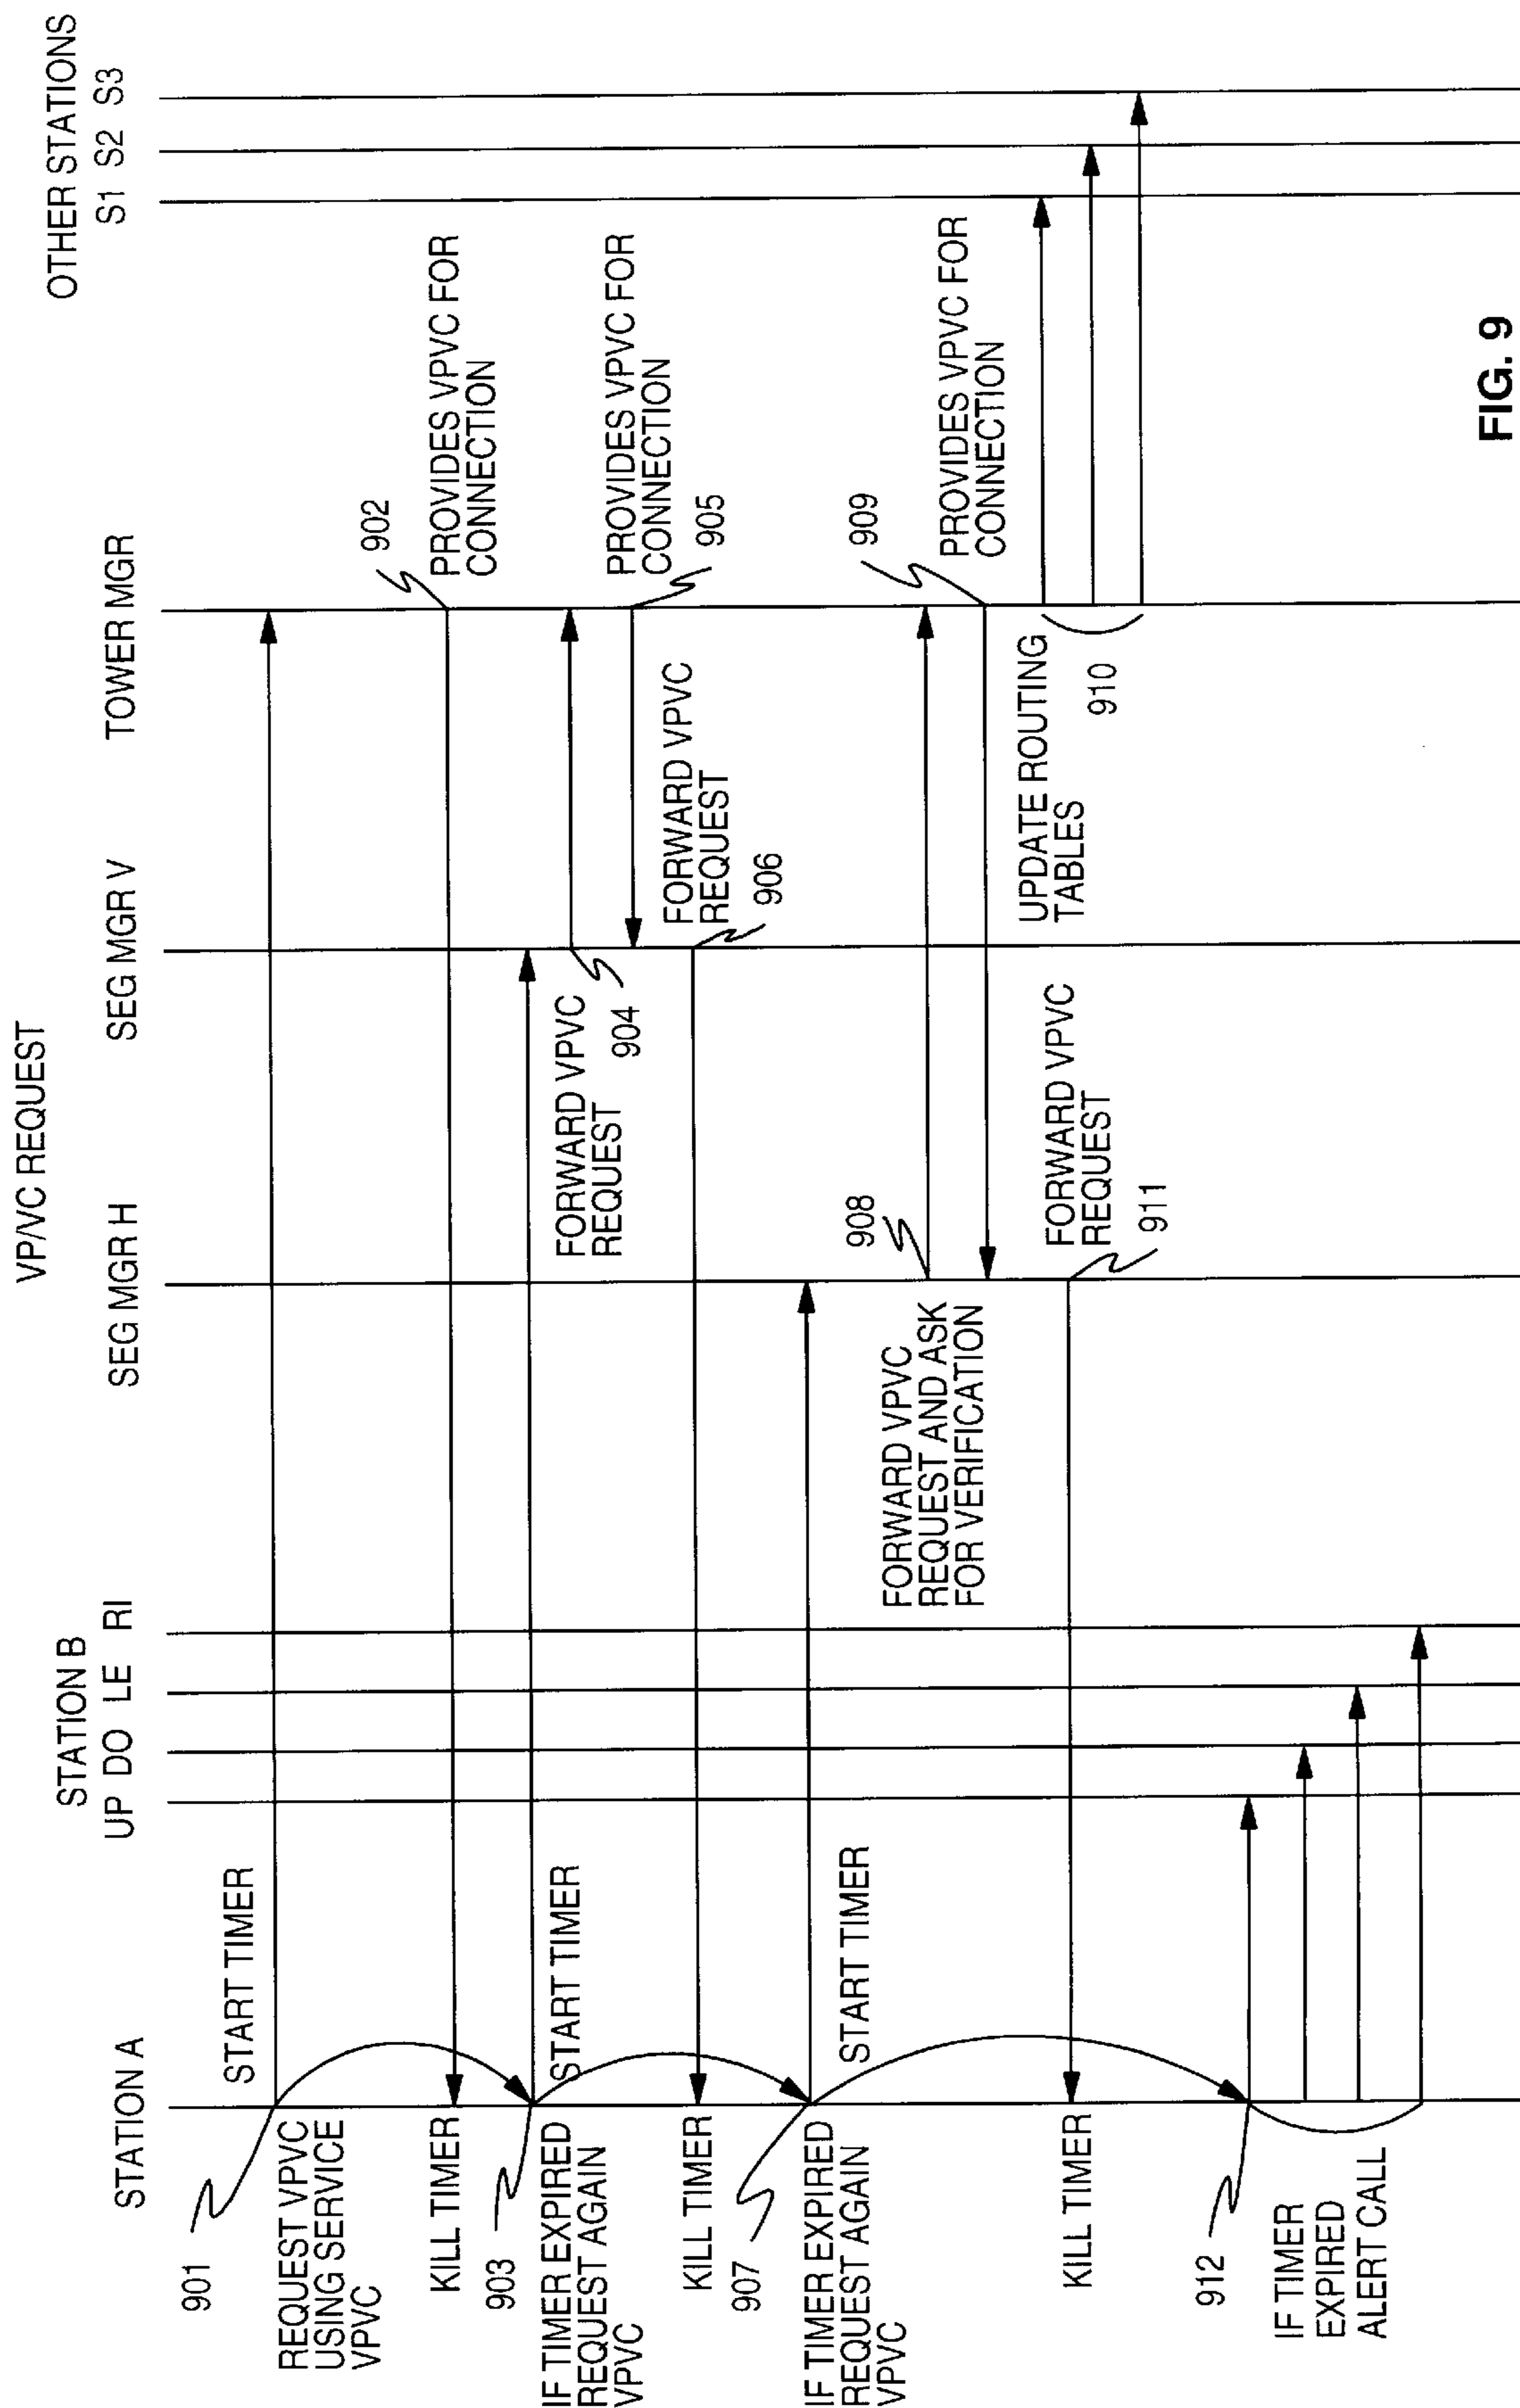 VP/VC REQUEST
STATION A
STATION B
UP DO LE RI
SEG MGR H
SEG MGR V
TOWER MGR
OTHER STATIONS
S1 S2 S3
901
REQUEST VPVC
USING SERVICE
VPVC
START TIMER
902
PROVIDES VPVC FOR
CONNECTION
KILL TIMER
903
IF TIMER EXPIRED
REQUEST AGAIN
VPVC
START TIMER
FORWARD VPVC
REQUEST
904
PROVIDES VPVC FOR
CONNECTION
905
FORWARD VPVC
REQUEST
906
KILL TIMER
907
IF TIMER EXPIRED
REQUEST AGAIN
VPVC
START TIMER
908
FORWARD VPVC
REQUEST AND ASK
FOR VERIFICATION
909
PROVIDES VPVC FOR
CONNECTION
UPDATE ROUTING
TABLES
910
FORWARD VPVC
REQUEST
911
KILL TIMER
912
IF TIMER
EXPIRED
ALERT CALL
FIG. 9